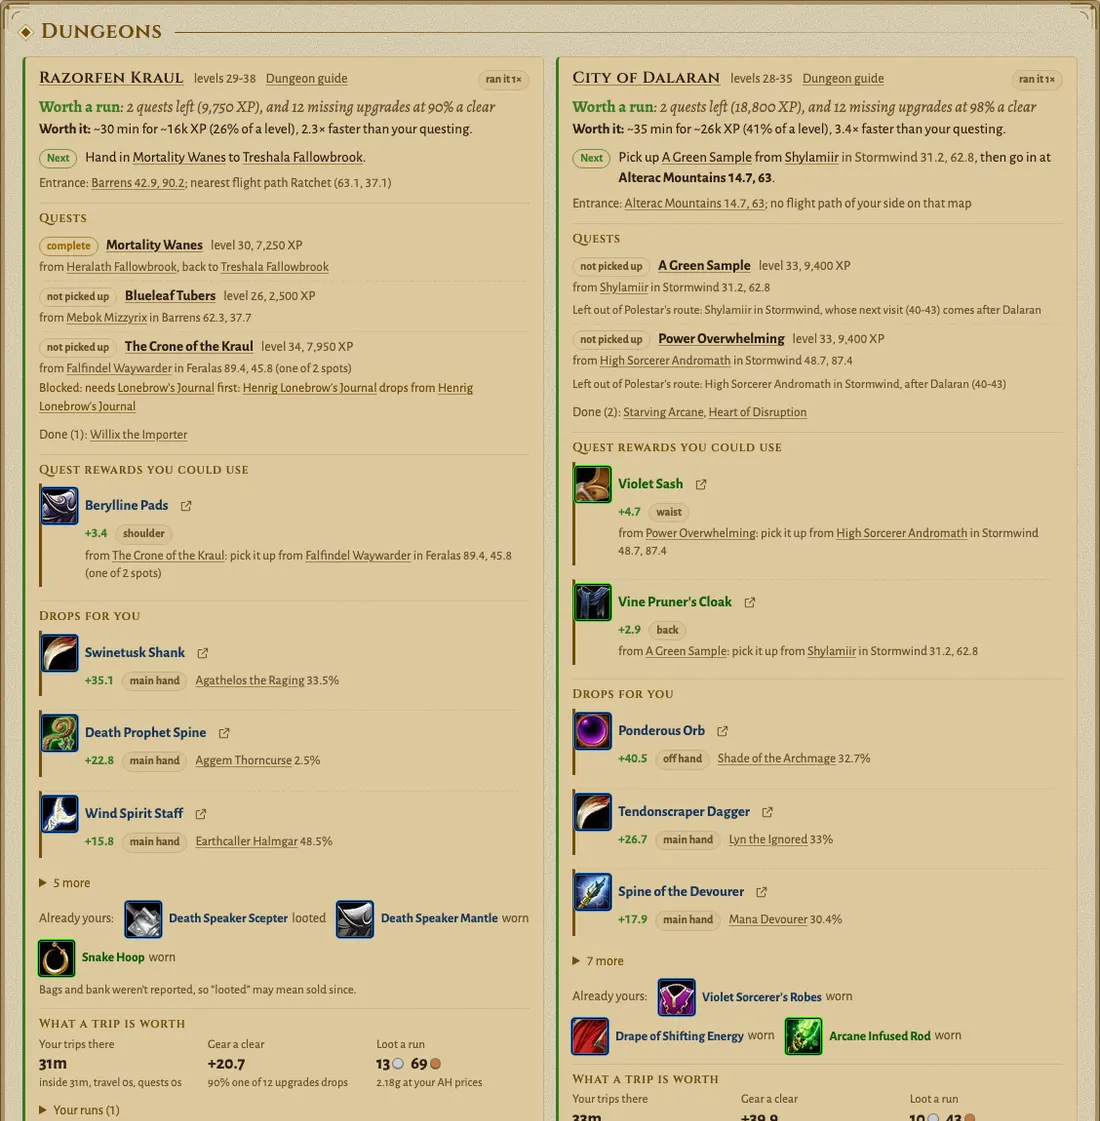 Dungeons
Razorfen Kraul levels 29-38 Dungeon guide ran it 1×
Worth a run: 2 quests left (9,750 XP), and 12 missing upgrades at 90% a clear
Worth it: ~30 min for ~16k XP (26% of a level), 2.3× faster than your questing.
Next Hand in Mortality Wanes to Treshala Fallowbrook.
Entrance: Barrens 42.9, 90.2; nearest flight path Ratchet (63.1, 37.1)
Quests
complete Mortality Wanes level 30, 7,250 XP
from Heralath Fallowbrook, back to Treshala Fallowbrook
not picked up Blueleaf Tubers level 26, 2,500 XP
from Mebok Mizzyrix in Barrens 62.3, 37.7
not picked up The Crone of the Kraul level 34, 7,950 XP
from Falfindel Waywarder in Feralas 89.4, 45.8 (one of 2 spots)
Blocked: needs Lonebrow's Journal first: Henrig Lonebrow's Journal drops from Henrig
Lonebrow's Journal
Done (1): Willix the Importer
Quest rewards you could use
Berylline Pads
+3.4 shoulder
from The Crone of the Kraul: pick it up from Falfindel Waywarder in Feralas 89.4, 45.8
(one of 2 spots)
Drops for you
Swinetusk Shank
+35.1 main hand Agathelos the Raging 33.5%
Death Prophet Spine
+22.8 main hand Aggem Thorncurse 2.5%
Wind Spirit Staff
+15.8 main hand Earthcaller Halmgar 48.5%
5 more
Already yours: Death Speaker Scepter looted Death Speaker Mantle worn
Snake Hoop worn
Bags and bank weren't reported, so "looted" may mean sold since.
What a trip is worth
Your trips there Gear a clear Loot a run
31m +20.7 13 69
inside 31m, travel 0s, quests 0s 90% one of 12 upgrades drops 2.18g at your AH prices
Your runs (1)
City of Dalaran levels 28-35 Dungeon guide ran it 1×
Worth a run: 2 quests left (18,800 XP), and 12 missing upgrades at 98% a clear
Worth it: ~35 min for ~26k XP (41% of a level), 3.4× faster than your questing.
Next Pick up A Green Sample from Shylamiir in Stormwind 31.2, 62.8, then go in at
Alterac Mountains 14.7, 63.
Entrance: Alterac Mountains 14.7, 63; no flight path of your side on that map
Quests
not picked up A Green Sample level 33, 9,400 XP
from Shylamiir in Stormwind 31.2, 62.8
Left out of Polestar's route: Shylamiir in Stormwind, whose next visit (40-43) comes after Dalaran
not picked up Power Overwhelming level 33, 9,400 XP
from High Sorcerer Andromath in Stormwind 48.7, 87.4
Left out of Polestar's route: High Sorcerer Andromath in Stormwind, after Dalaran (40-43)
Done (2): Starving Arcane, Heart of Disruption
Quest rewards you could use
Violet Sash
+4.7 waist
from Power Overwhelming: pick it up from High Sorcerer Andromath in Stormwind
48.7, 87.4
Vine Pruner's Cloak
+2.9 back
from A Green Sample: pick it up from Shylamiir in Stormwind 31.2, 62.8
Drops for you
Ponderous Orb
+40.5 off hand Shade of the Archmage 32.7%
Tendonscraper Dagger
+26.7 main hand Lyn the Ignored 33%
Spine of the Devourer
+17.9 main hand Mana Devourer 30.4%
7 more
Already yours: Violet Sorcerer's Robes worn
Drape of Shifting Energy worn Arcane Infused Rod worn
What a trip is worth
Your trips there Gear a clear Loot a run